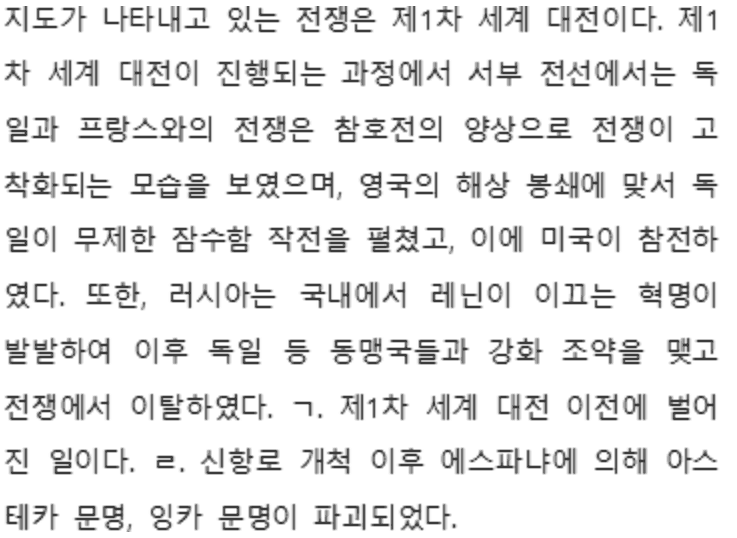 지도가 나타내고 있는 전쟁은 제1차 세계 대전이다. 제1
차 세계 대전이 진행되는 과정에서 서부 전선에서는 독
일과 프랑스와의 전쟁은 참호전의 양상으로 전쟁이 고
착화되는 모습을 보였으며, 영국의 해상 봉쇄에 맞서 독
일이 무제한 잠수함 작전을 펼쳤고, 이에 미국이 참전하
였다. 또한, 러시아는 국내에서 레닌이 이끄는 혁명이
발발하여 이후 독일 등 동맹국들과 강화 조약을 맺고
전쟁에서 이탈하였다. ㄱ. 제1차 세계 대전 이전에 벌어
진 일이다. ㄹ. 신항로 개척 이후 에스파냐에 의해 아스
테카 문명, 잉카 문명이 파괴되었다.